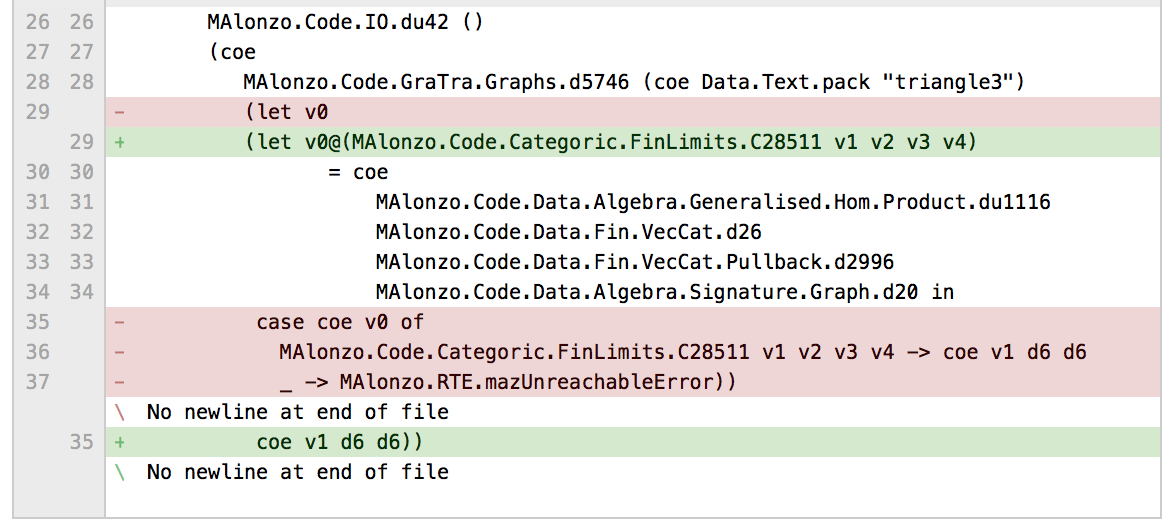 26 26 MAlonzo.Code.IO.du42 ()
27 27 (coe
28 28 MAlonzo.Code.GraTra.Graphs.d5746 (coe Data.Text.pack "triangle3")
29 - (let v0
29 + (let v0@(MAlonzo.Code.Categoric.FinLimits.C28511 v1 v2 v3 v4)
30 30 = coe
31 31 MAlonzo.Code.Data.Algebra.Generalised.Hom.Product.du1116
32 32 MAlonzo.Code.Data.Fin.VecCat.d26
33 33 MAlonzo.Code.Data.Fin.VecCat.Pullback.d2996
34 34 MAlonzo.Code.Data.Algebra.Signature.Graph.d20 in
35 - case coe v0 of
36 - MAlonzo.Code.Categoric.FinLimits.C28511 v1 v2 v3 v4 -> coe v1 d6 d6
37 - _ -> MAlonzo.RTE.mazUnreachableError))
\ No newline at end of file
35 + coe v1 d6 d6))
\ No newline at end of file